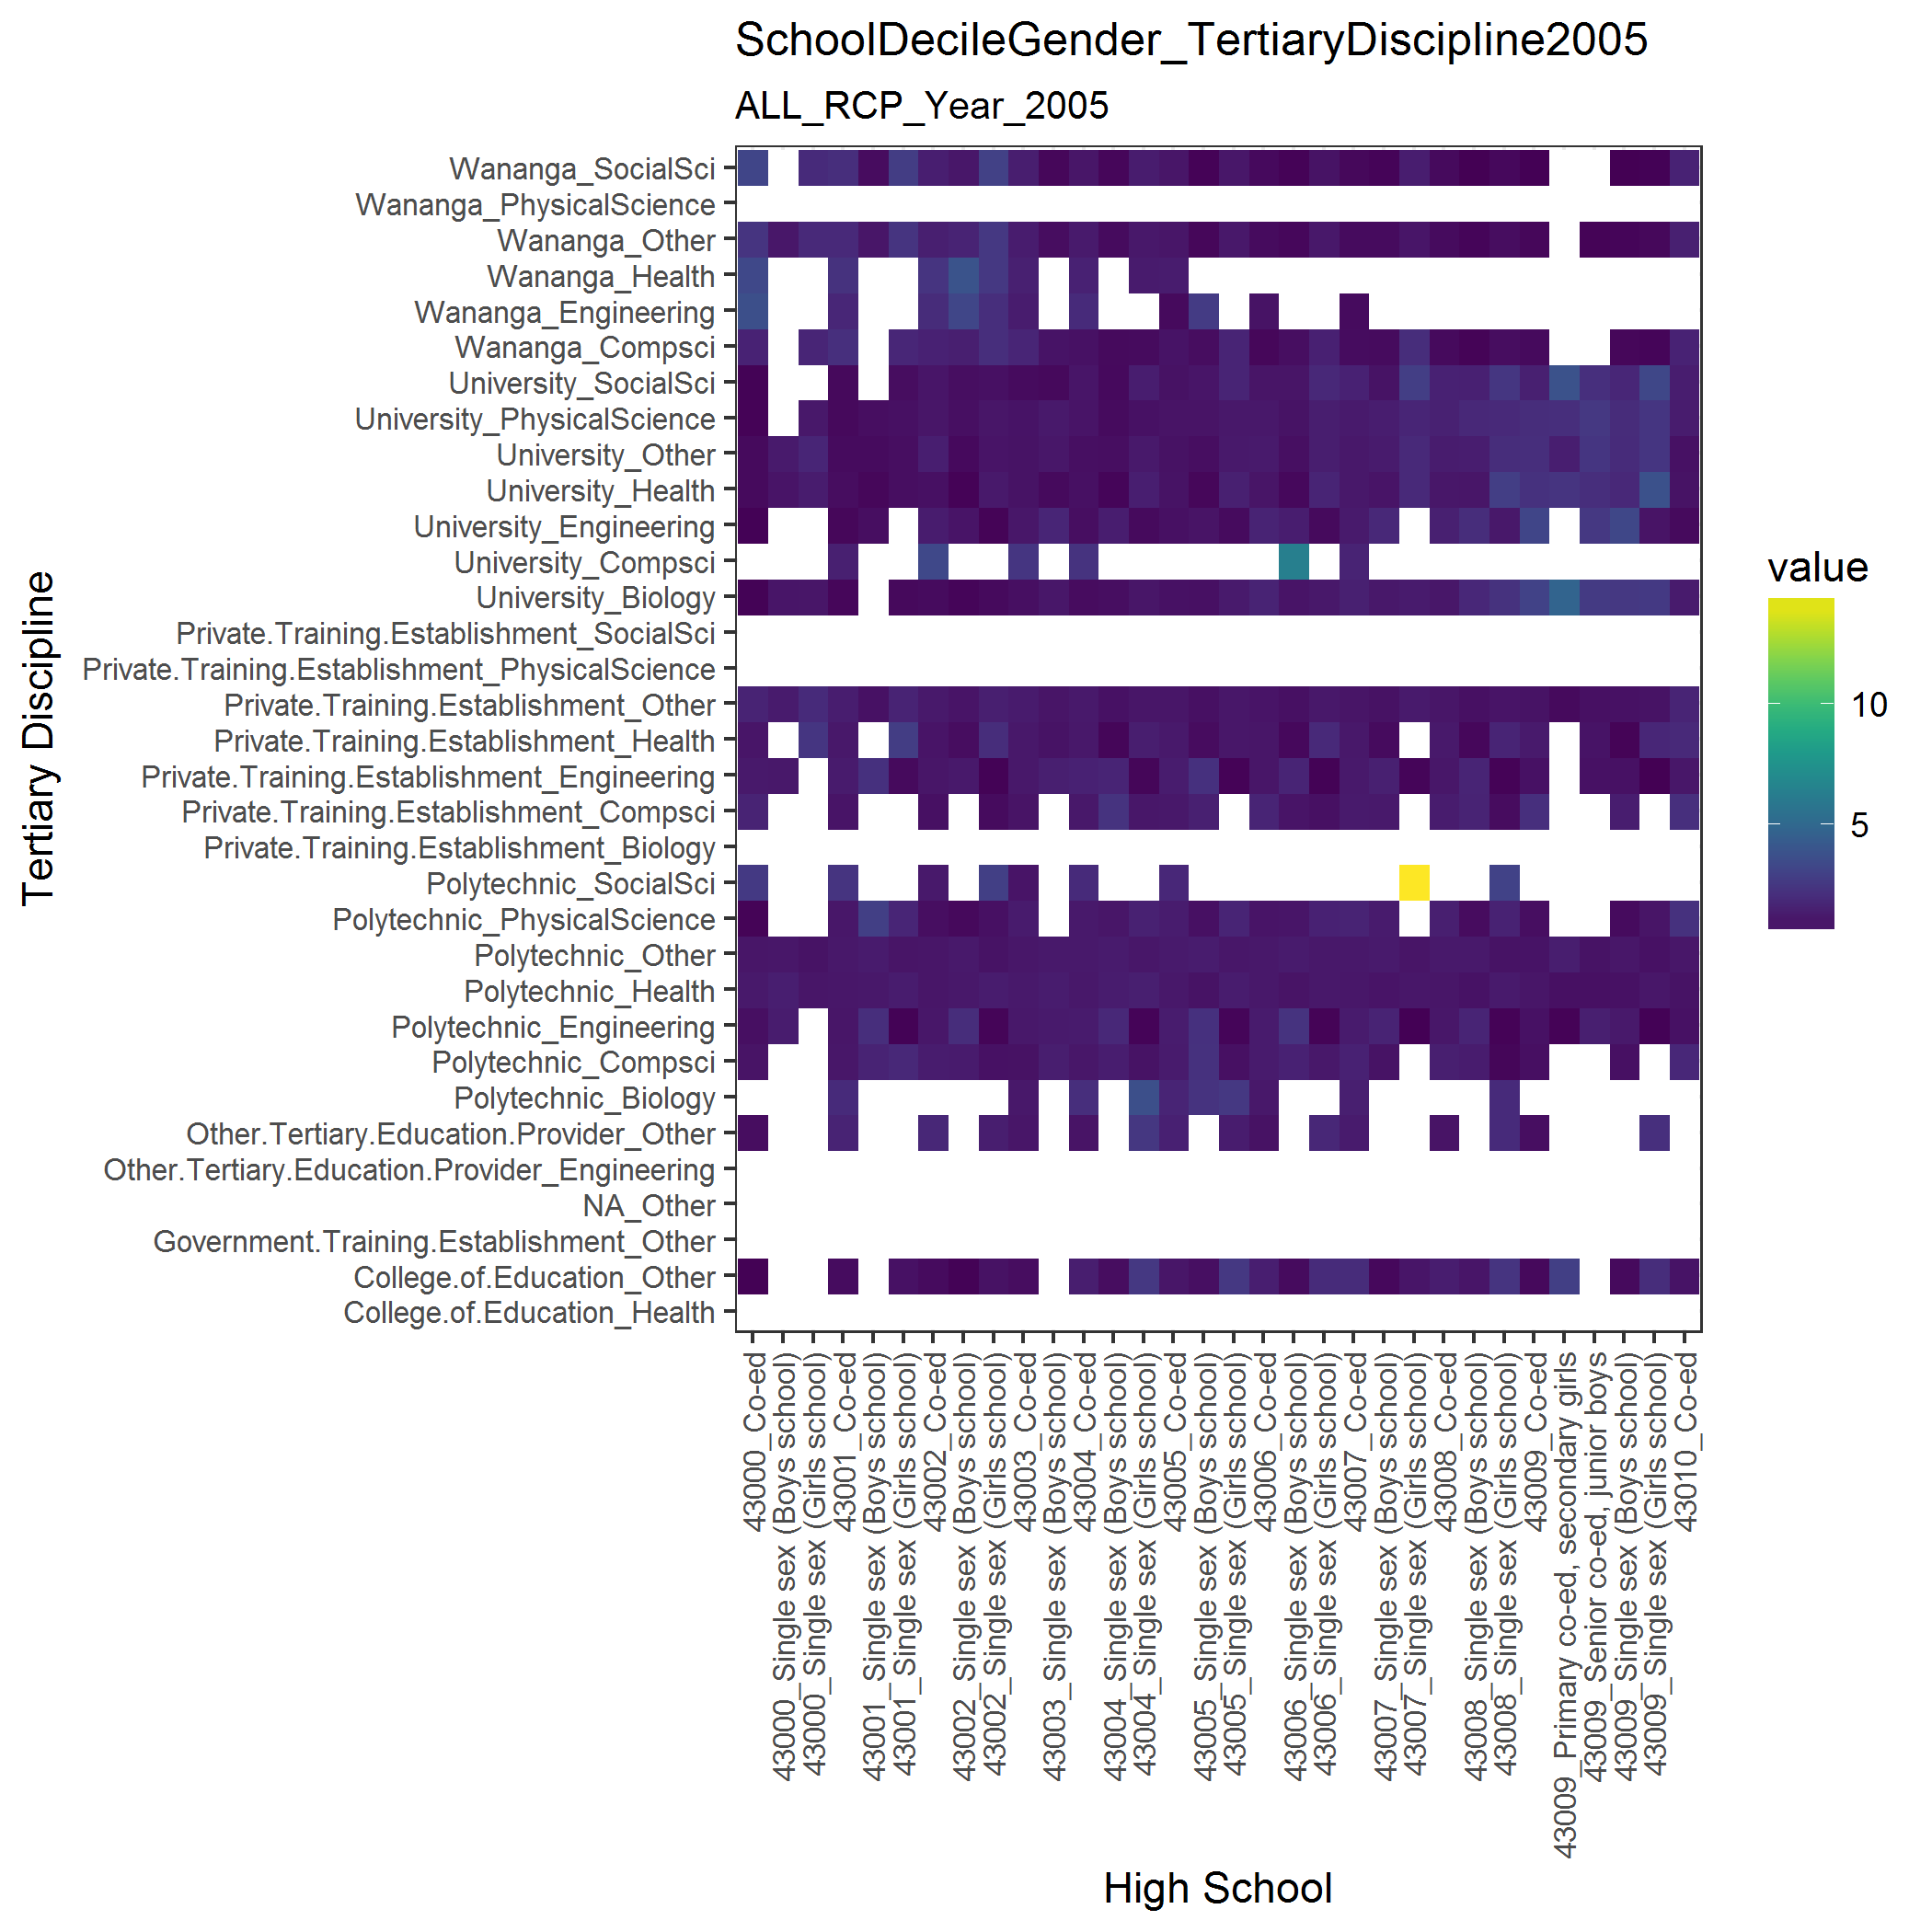 SchoolDecileGender_TertiaryDiscipline2005
ALL_RCP_Year_2005
Tertiary Discipline
Wananga_SocialSci
Wananga_PhysicalScience
Wananga_Other
Wananga_Health
Wananga_Engineering
Wananga_Compsci
University_SocialSci
University_PhysicalScience
University_Other
University_Health
University_Engineering
University_Compsci
University_Biology
Private.Training.Establishment_SocialSci
Private.Training.Establishment_PhysicalScience
Private.Training.Establishment_Other
Private.Training.Establishment_Health
Private.Training.Establishment_Engineering
Private.Training.Establishment_Compsci
Private.Training.Establishment_Biology
Polytechnic_SocialSci
Polytechnic_PhysicalScience
Polytechnic_Other
Polytechnic_Health
Polytechnic_Engineering
Polytechnic_Compsci
Polytechnic_Biology
Other.Tertiary.Education.Provider_Other
Other.Tertiary.Education.Provider_Engineering
NA_Other
Government.Training.Establishment_Other
College.of.Education_Other
College.of.Education_Health
43000_Co-ed
43000_Single sex (Boys school)
43000_Single sex (Girls school)
43001_Co-ed
43001_Single sex (Boys school)
43001_Single sex (Girls school)
43002_Co-ed
43002_Single sex (Boys school)
43002_Single sex (Girls school)
43003_Co-ed
43003_Single sex (Boys school)
43004_Co-ed
43004_Single sex (Boys school)
43004_Single sex (Girls school)
43005_Co-ed
43005_Single sex (Boys school)
43005_Single sex (Girls school)
43006_Co-ed
43006_Single sex (Boys school)
43006_Single sex (Girls school)
43007_Co-ed
43007_Single sex (Boys school)
43007_Single sex (Girls school)
43008_Co-ed
43008_Single sex (Boys school)
43008_Single sex (Girls school)
43009_Co-ed
43009_Primary co-ed, secondary girls
43009_Senior co-ed, junior boys
43009_Single sex (Boys school)
43009_Single sex (Girls school)
43010_Co-ed
High School
value
10
5